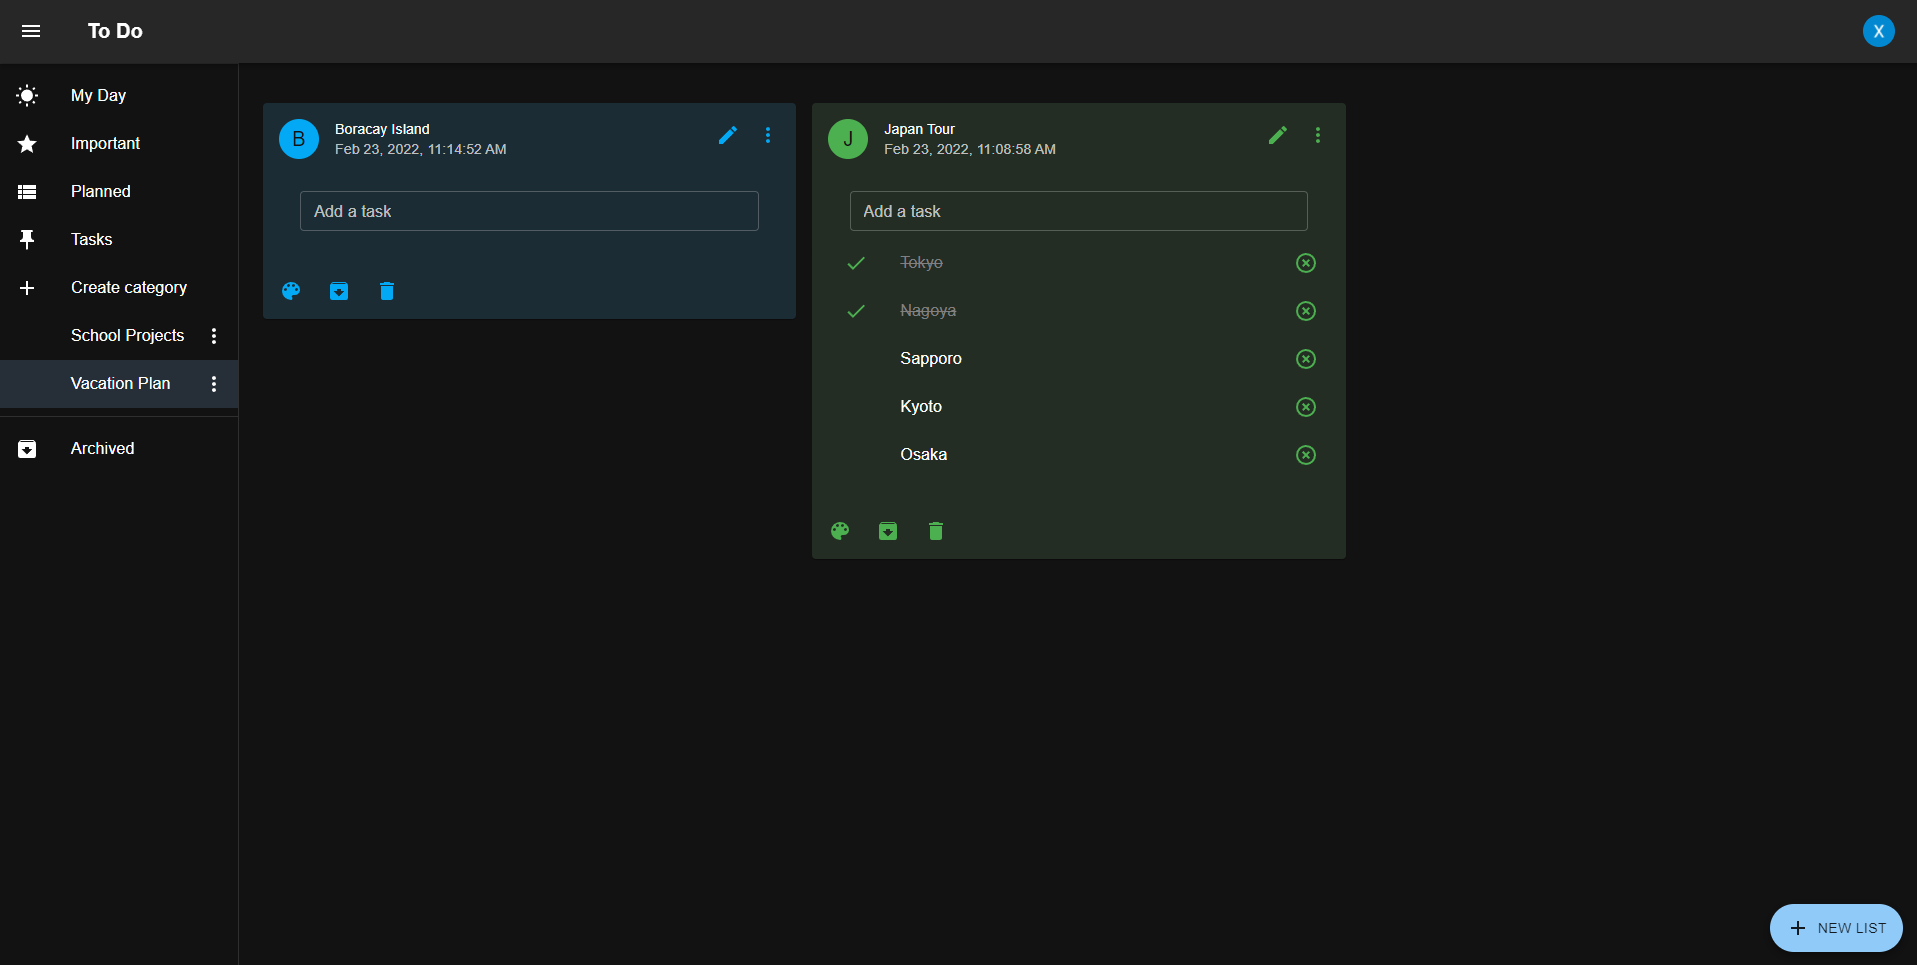 To Do
X
My Day
Important
Planned
Tasks
Create category
School Projects
Vacation Plan
Archived
B
Boracay Island
Feb 23, 2022, 11:14:52 AM
Add a task
J
Japan Tour
Feb 23, 2022, 11:08:58 AM
Add a task
Tokyo
Nagoya
Sapporo
Kyoto
Osaka
NEW LIST